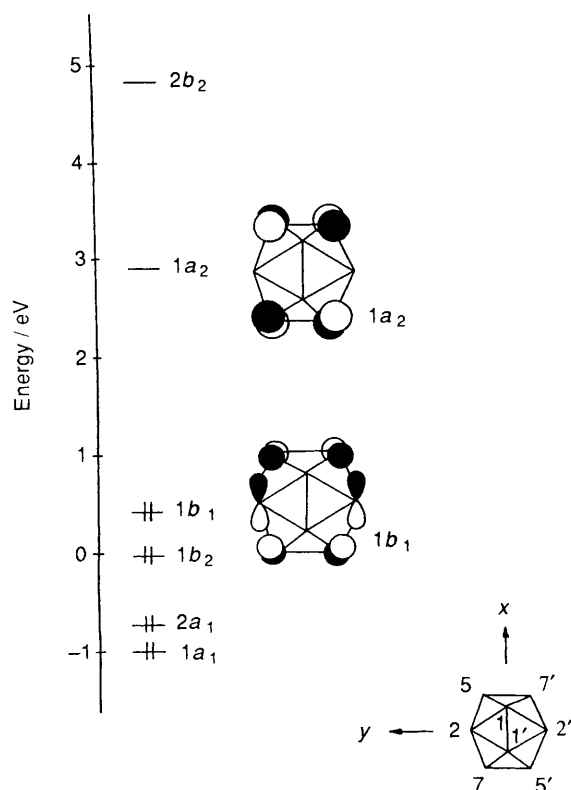 Energy / eV
5
4
3
2
1
0
−1
2b₂
1a₂
1b₁
1b₂
2a₁
1a₁
1a₂
1b₁
x
y
5 7′
1
2 2′
1′
7 5′